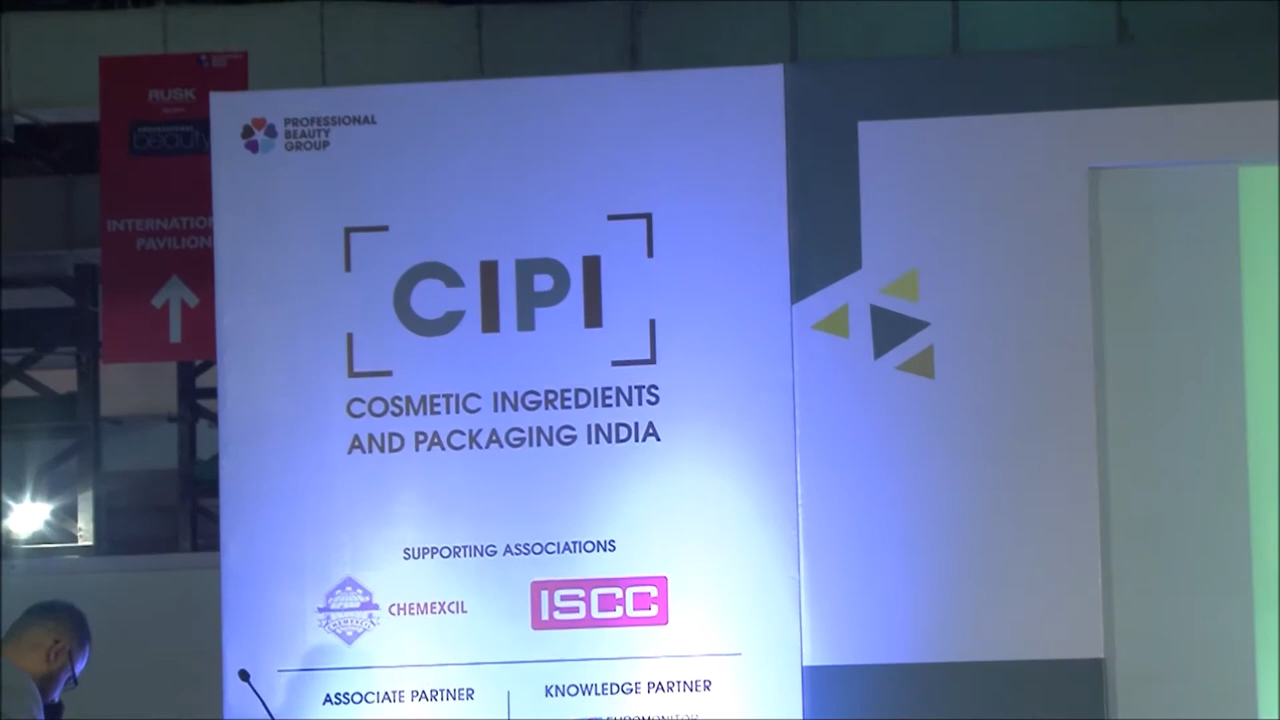 RUSK
beauty
INTERNATION
PAVILION
PROFESSIONAL
BEAUTY
GROUP
CIPI
COSMETIC INGREDIENTS
AND PACKAGING INDIA
SUPPORTING ASSOCIATIONS
CHEMEXCIL
ISCC
ASSOCIATE PARTNER
KNOWLEDGE PARTNER
EUROMONITOR